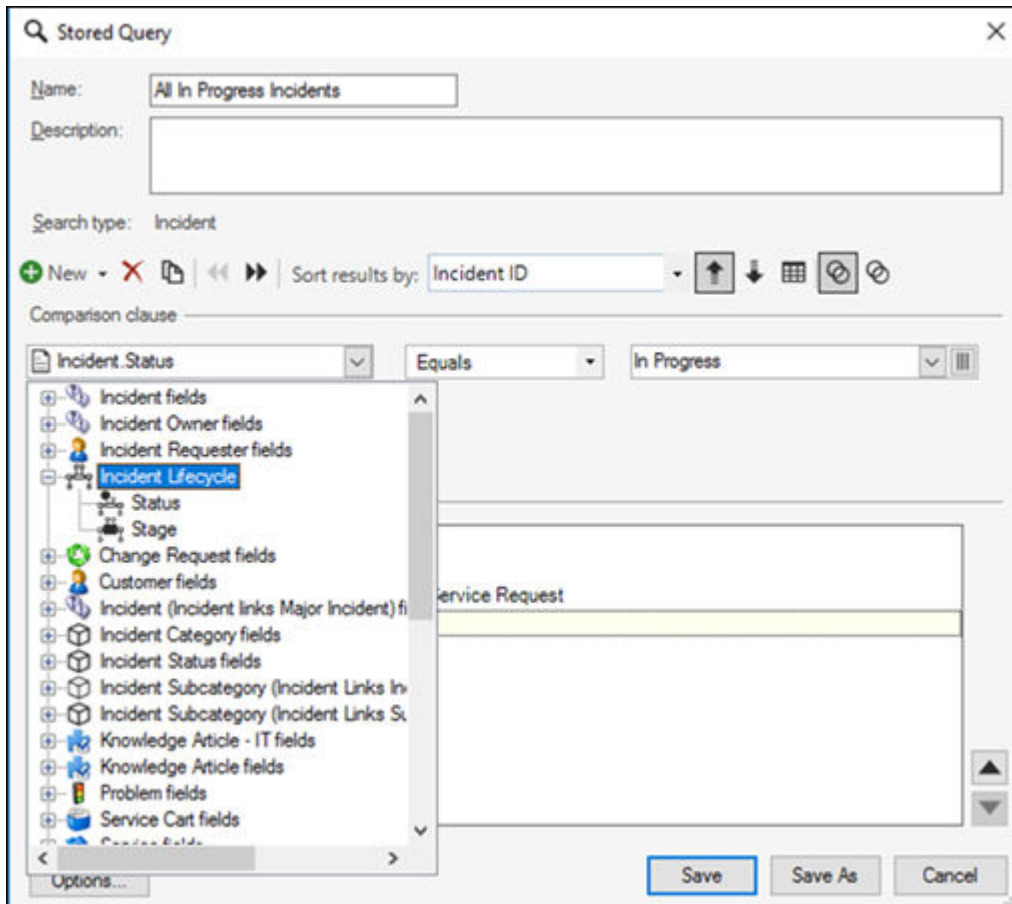 Stored Query
Name: All In Progress Incidents
Description:
Search type: Incident
New Sort results by: Incident ID
Comparison clause
Incident.Status Equals In Progress
Incident fields
Incident Owner fields
Incident Requester fields
Incident Lifecycle
Status
Stage
Change Request fields
Customer fields
Service Request
Incident (Incident links Major Incident) fi
Incident Category fields
Incident Status fields
Incident Subcategory (Incident Links In
Incident Subcategory (Incident Links Su
Knowledge Article - IT fields
Knowledge Article fields
Problem fields
Service Cart fields
Options... Save Save As Cancel